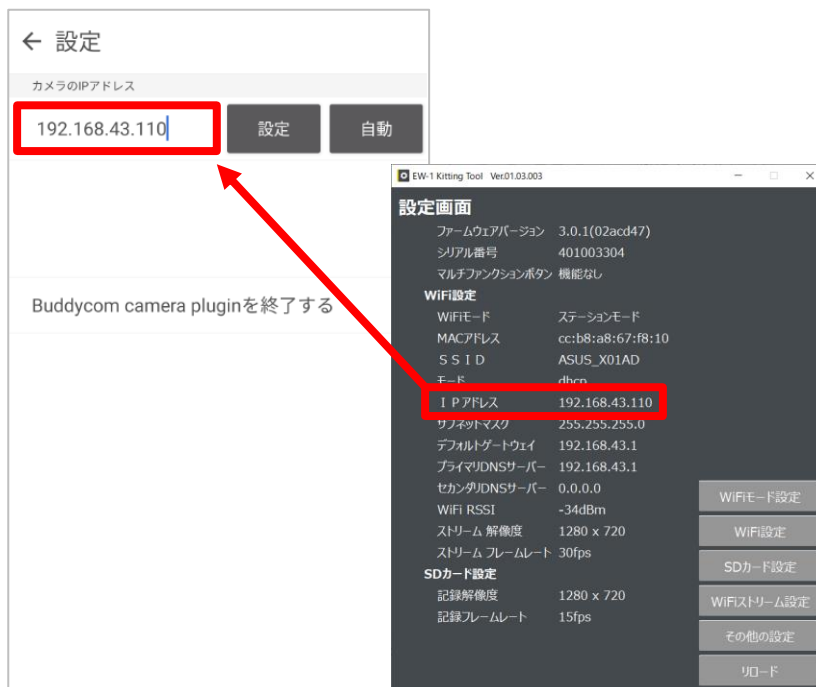 ← 設定
カメラのIPアドレス
192.168.43.110
設定
自動
Buddycom camera pluginを終了する
EW-1 Kitting Tool Ver.01.03.003
設定画面
ファームウェアバージョン 3.0.1(02acd47)
シリアル番号 401003304
マルチファンクションボタン 機能なし
WiFi設定
WiFiモード ステーションモード
MACアドレス cc:b8:a8:67:f8:10
ＳＳＩＤ ASUS_X01AD
モード dhcp
ＩＰアドレス 192.168.43.110
サブネットマスク 255.255.255.0
デフォルトゲートウェイ 192.168.43.1
プライマリDNSサーバー 192.168.43.1
セカンダリDNSサーバー 0.0.0.0
WiFi RSSI -34dBm
ストリーム 解像度 1280 x 720
ストリーム フレームレート 30fps
SDカード設定
記録解像度 1280 x 720
記録フレームレート 15fps
WiFiモード設定
WiFi設定
SDカード設定
WiFiストリーム設定
その他の設定
リロード